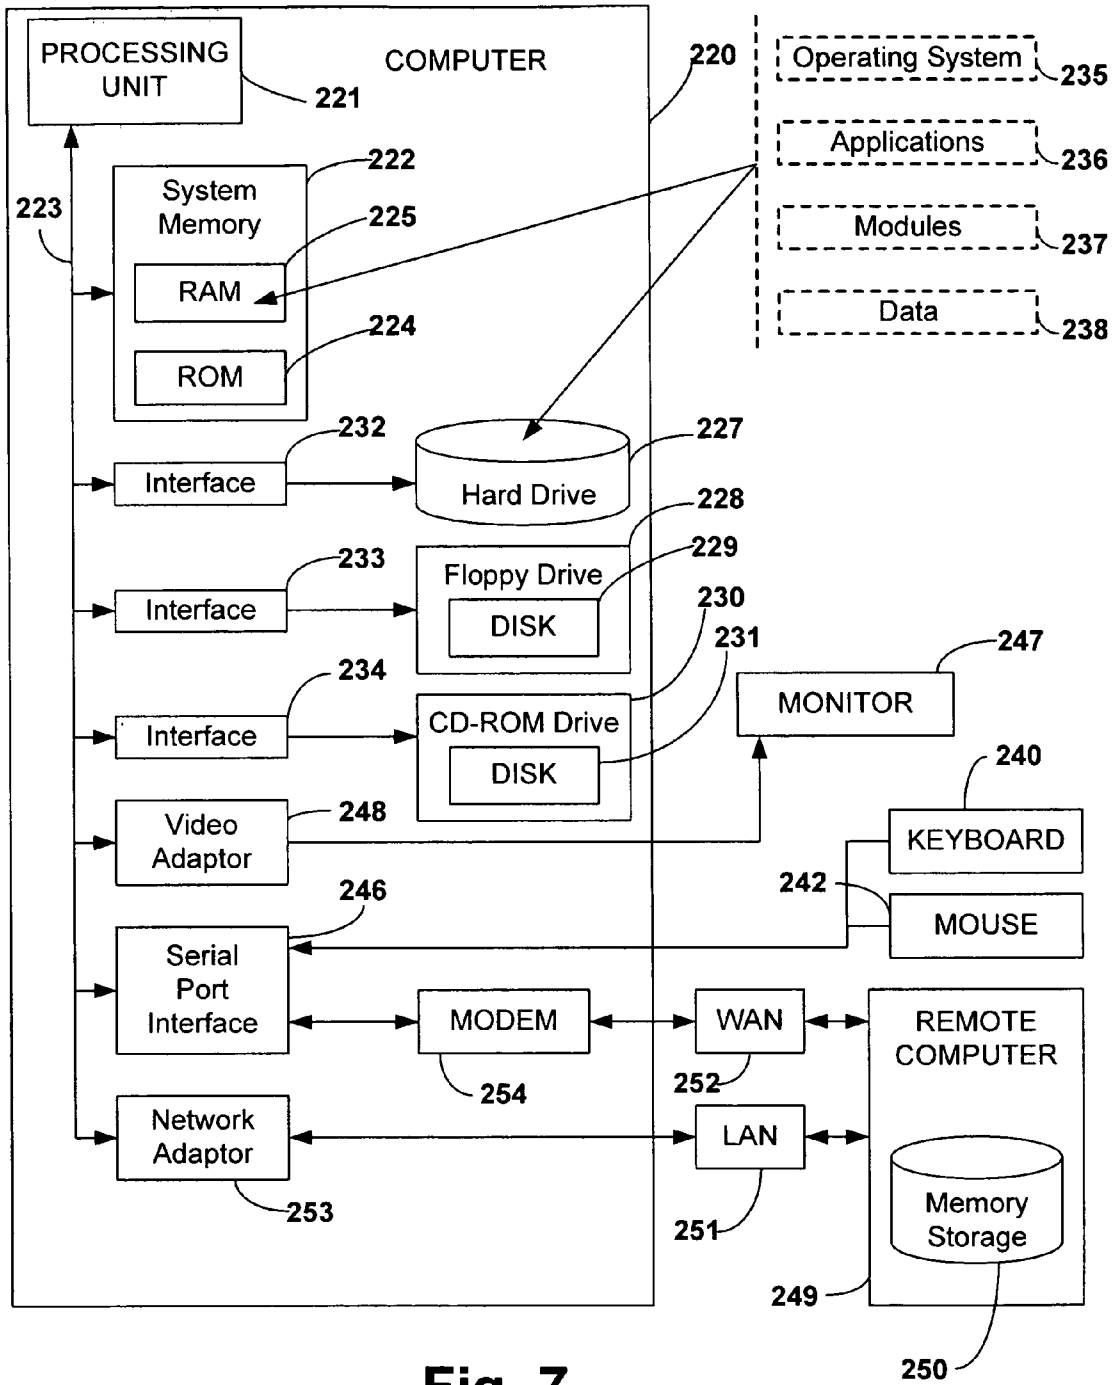 PROCESSING
UNIT
COMPUTER
221
220
Operating System
235
Applications
236
Modules
237
Data
238
222
System
Memory
223
225
RAM
224
ROM
232
Interface
227
Hard Drive
228
233
Interface
229
Floppy Drive
DISK
230
231
234
Interface
CD-ROM Drive
DISK
247
MONITOR
248
Video
Adaptor
240
KEYBOARD
242
MOUSE
246
Serial
Port
Interface
MODEM
254
WAN
252
REMOTE
COMPUTER
Network
Adaptor
253
LAN
251
Memory
Storage
249
250
Fig. 7